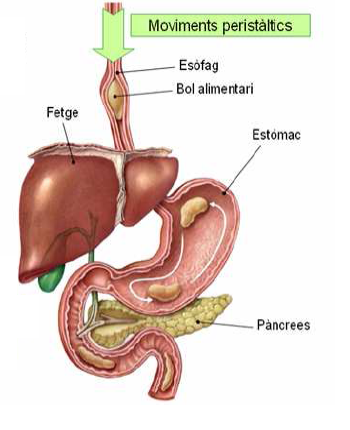 Moviments peristàltics
Esòfag
Bol alimentari
Fetge
Estómac
Pàncrees